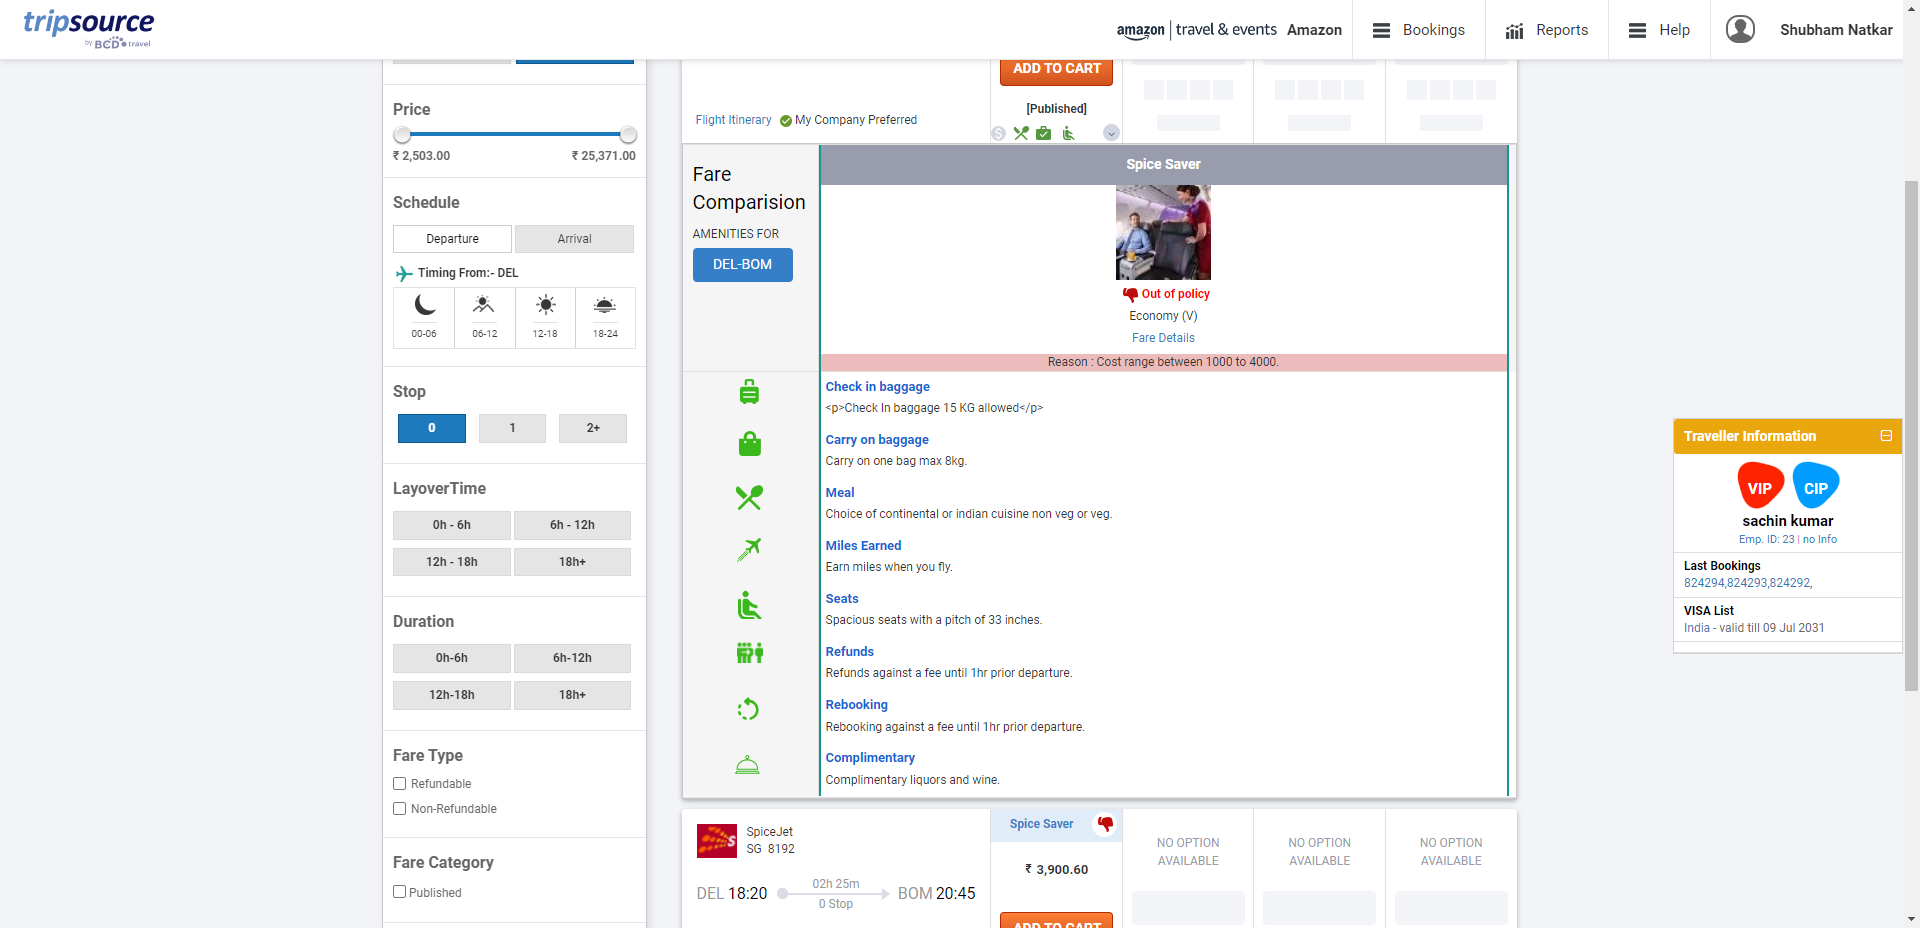 tripsource
by BCD travel
amazon | travel & events Amazon
Bookings
Reports
Help
Shubham Natkar
Price
₹ 2,503.00 ₹ 25,371.00
Schedule
Departure Arrival
Timing From:- DEL
00-06 06-12 12-18 18-24
Stop
0 1 2+
LayoverTime
0h - 6h 6h - 12h
12h - 18h 18h+
Duration
0h-6h 6h-12h
12h-18h 18h+
Fare Type
Refundable
Non-Refundable
Fare Category
Published
ADD TO CART
[Published]
Flight Itinerary My Company Preferred
Fare
Comparision
AMENITIES FOR
DEL-BOM
Spice Saver
Out of policy
Economy (V)
Fare Details
Reason : Cost range between 1000 to 4000.
Check in baggage
<p>Check In baggage 15 KG allowed</p>
Carry on baggage
Carry on one bag max 8kg.
Meal
Choice of continental or indian cuisine non veg or veg.
Miles Earned
Earn miles when you fly.
Seats
Spacious seats with a pitch of 33 inches.
Refunds
Refunds against a fee until 1hr prior departure.
Rebooking
Rebooking against a fee until 1hr prior departure.
Complimentary
Complimentary liquors and wine.
SpiceJet
SG 8192
DEL 18:20
02h 25m
0 Stop
BOM 20:45
Spice Saver
₹ 3,900.60
ADD TO CART
NO OPTION
AVAILABLE
NO OPTION
AVAILABLE
NO OPTION
AVAILABLE
Traveller Information
VIP CIP
sachin kumar
Emp. ID: 23 | no Info
Last Bookings
824294,824293,824292,
VISA List
India - valid till 09 Jul 2031